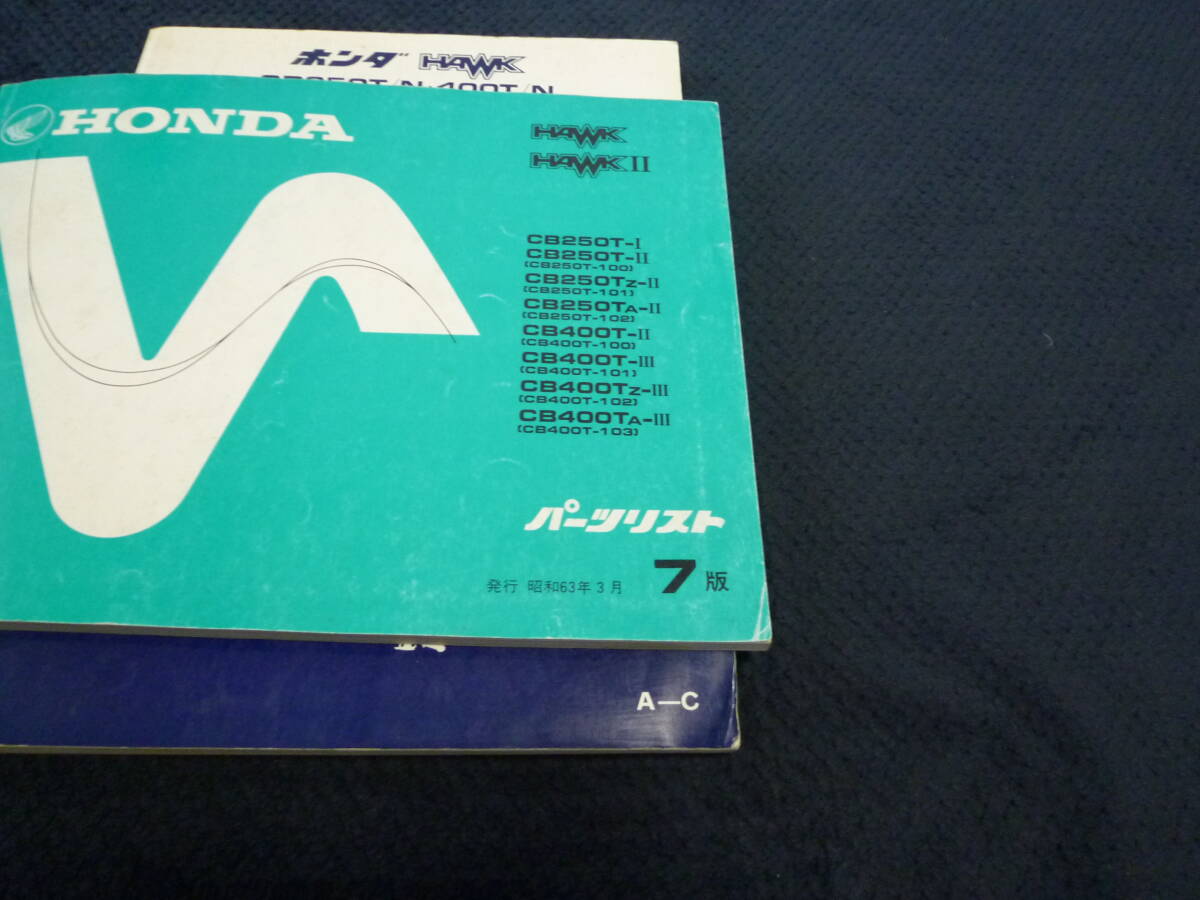 ホンダ HAWK
CB250T/N・400T/N
HONDA
HAWK
HAWK II
CB250T-I
CB250T-II
(CB250T-100)
CB250Tz-II
(CB250T-101)
CB250TA-II
(CB250T-102)
CB400T-II
(CB400T-100)
CB400T-III
(CB400T-101)
CB400Tz-III
(CB400T-102)
CB400TA-III
(CB400T-103)
パーツリスト
発行 昭和63年3月 7版
A—C